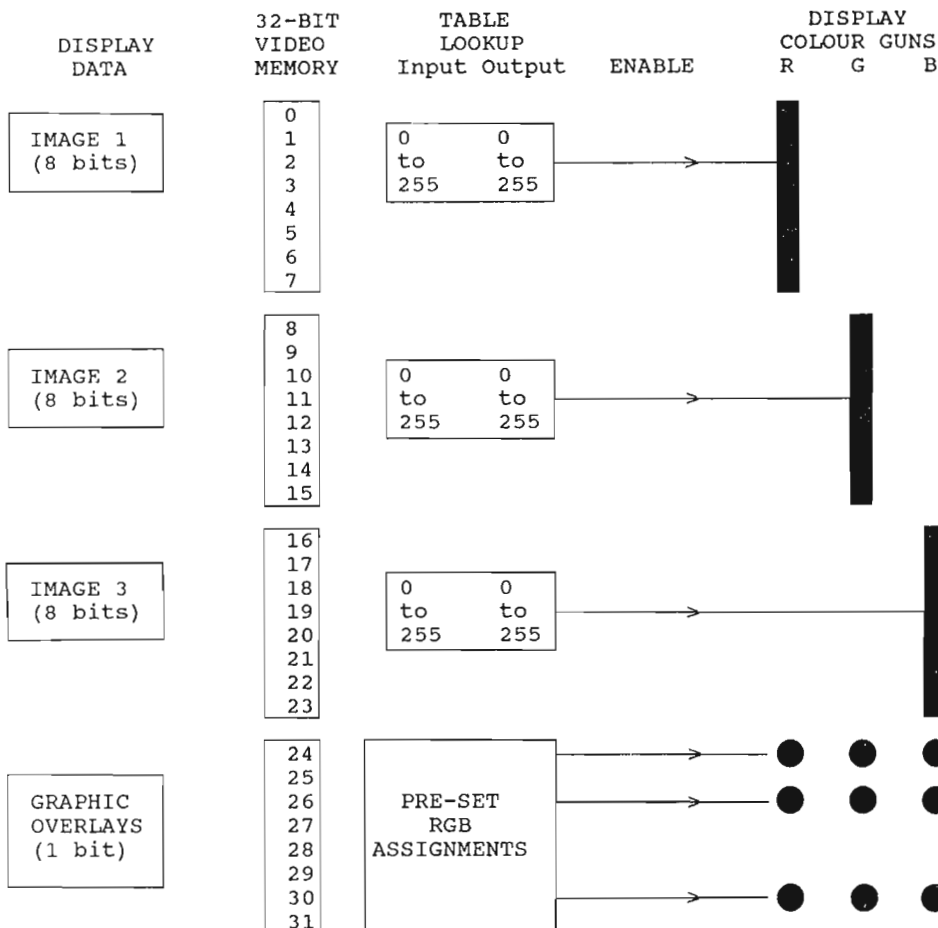 DISPLAY
DATA
32-BIT
VIDEO
MEMORY
TABLE
LOOKUP
Input Output
ENABLE
DISPLAY
COLOUR GUNS
R G B
IMAGE 1
(8 bits)
0
1
2
3
4
5
6
7
0 0
to to
255 255
IMAGE 2
(8 bits)
8
9
10
11
12
13
14
15
0 0
to to
255 255
IMAGE 3
(8 bits)
16
17
18
19
20
21
22
23
0 0
to to
255 255
GRAPHIC
OVERLAYS
(1 bit)
24
25
26
27
28
29
30
31
PRE-SET
RGB
ASSIGNMENTS